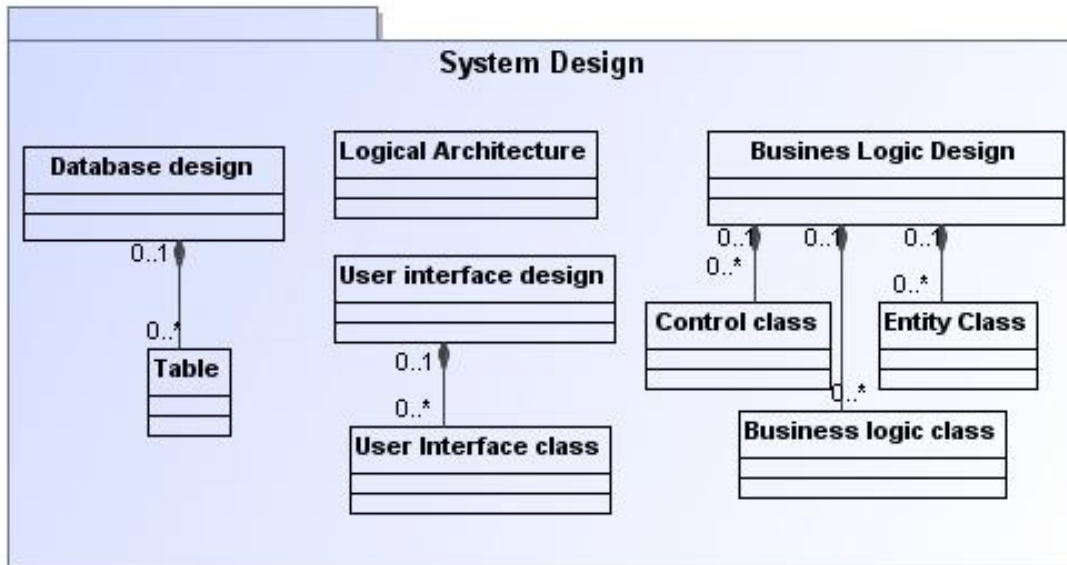 System Design
Database design
0..1
0..*
Table
Logical Architecture
User interface design
0..1
0..*
User Interface class
Busines Logic Design
0..1
0..1
0..1
0..*
0..*
Control class
Entity Class
0..*
Business logic class